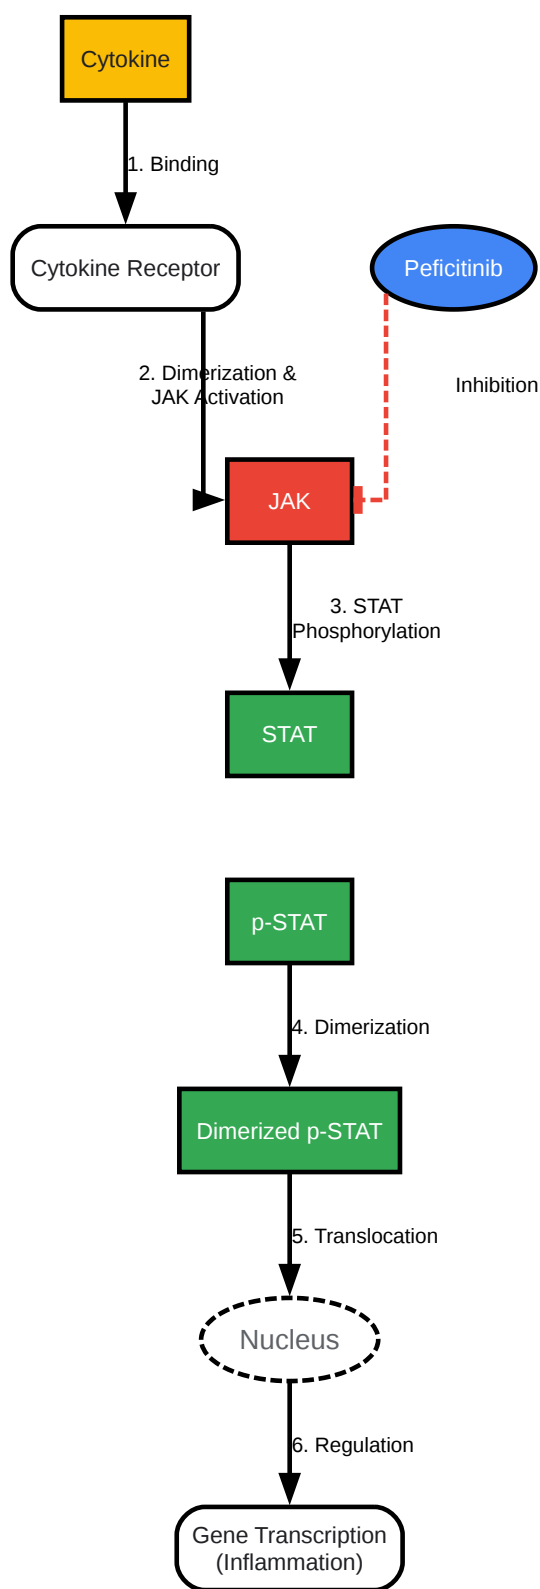 Cytokine
1. Binding
Cytokine Receptor
Peficitinib
2. Dimerization &
JAK Activation
Inhibition
JAK
3. STAT
Phosphorylation
STAT
p-STAT
4. Dimerization
Dimerized p-STAT
5. Translocation
Nucleus
6. Regulation
Gene Transcription
(Inflammation)